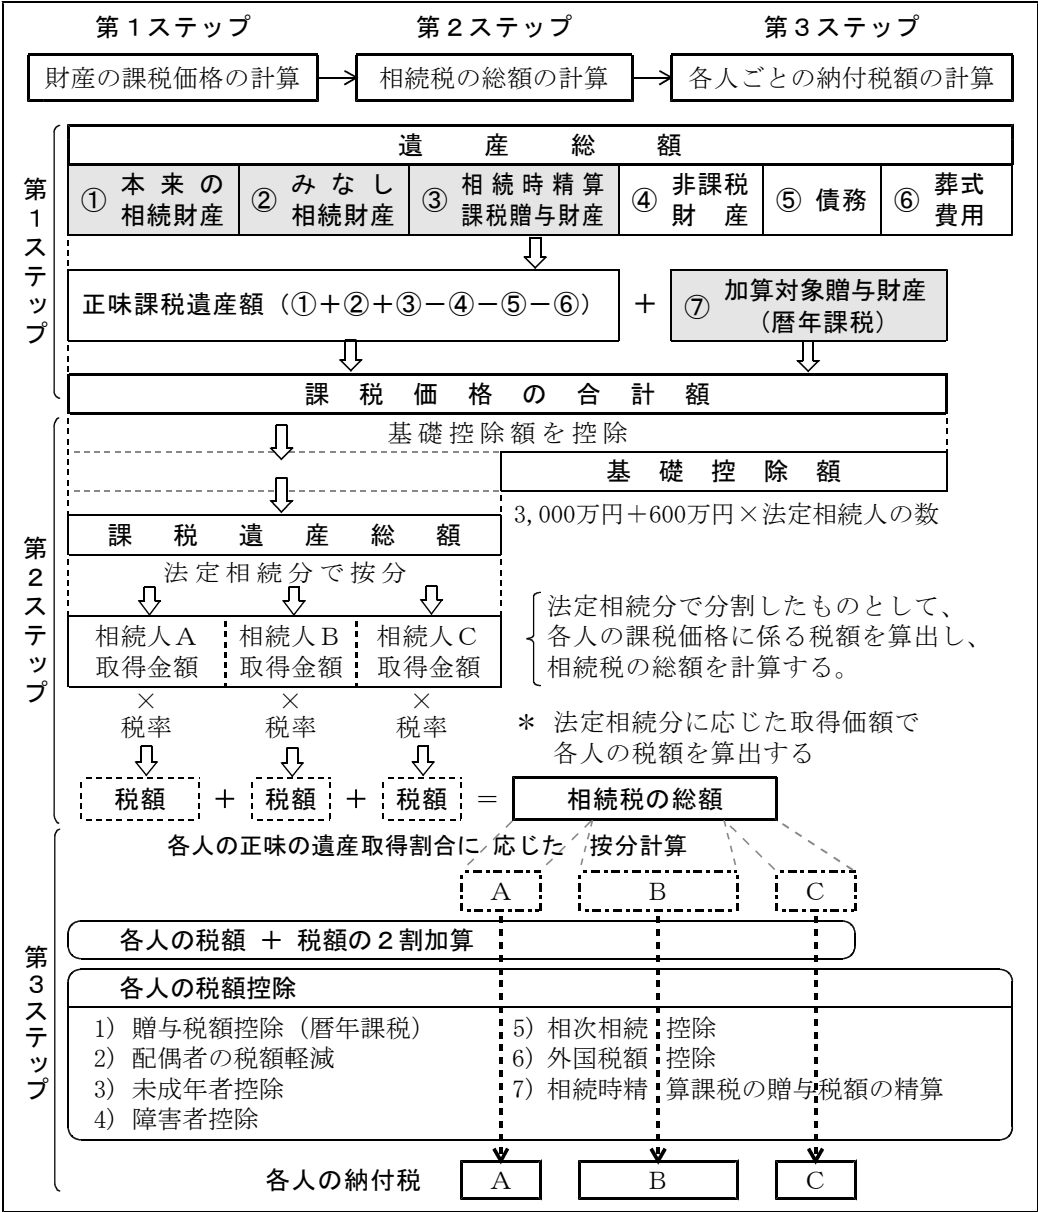 第1ステップ 第2ステップ 第3ステップ
財産の課税価格の計算 相続税の総額の計算 各人ごとの納付税額の計算
第1ステップ
遺産総額
① 本来の相続財産 ② みなし相続財産 ③ 相続時精算課税贈与財産 ④ 非課税財産 ⑤ 債務 ⑥ 葬式費用
正味課税遺産額(①+②+③-④-⑤-⑥) + ⑦ 加算対象贈与財産(暦年課税)
課税価格の合計額
第2ステップ
基礎控除額を控除
基礎控除額
3,000万円+600万円×法定相続人の数
課税遺産総額
法定相続分で按分
相続人A 相続人B 相続人C
取得金額 取得金額 取得金額
法定相続分で分割したものとして、
各人の課税価格に係る税額を算出し、
相続税の総額を計算する。
× × ×
税率 税率 税率
* 法定相続分に応じた取得価額で
各人の税額を算出する
税額 + 税額 + 税額 = 相続税の総額
第3ステップ
各人の正味の遺産取得割合に応じた 按分計算
A B C
各人の税額 + 税額の2割加算
各人の税額控除
1) 贈与税額控除(暦年課税)
2) 配偶者の税額軽減
3) 未成年者控除
4) 障害者控除
5) 相次相続控除
6) 外国税額控除
7) 相続時精算課税の贈与税額の精算
各人の納付税 A B C